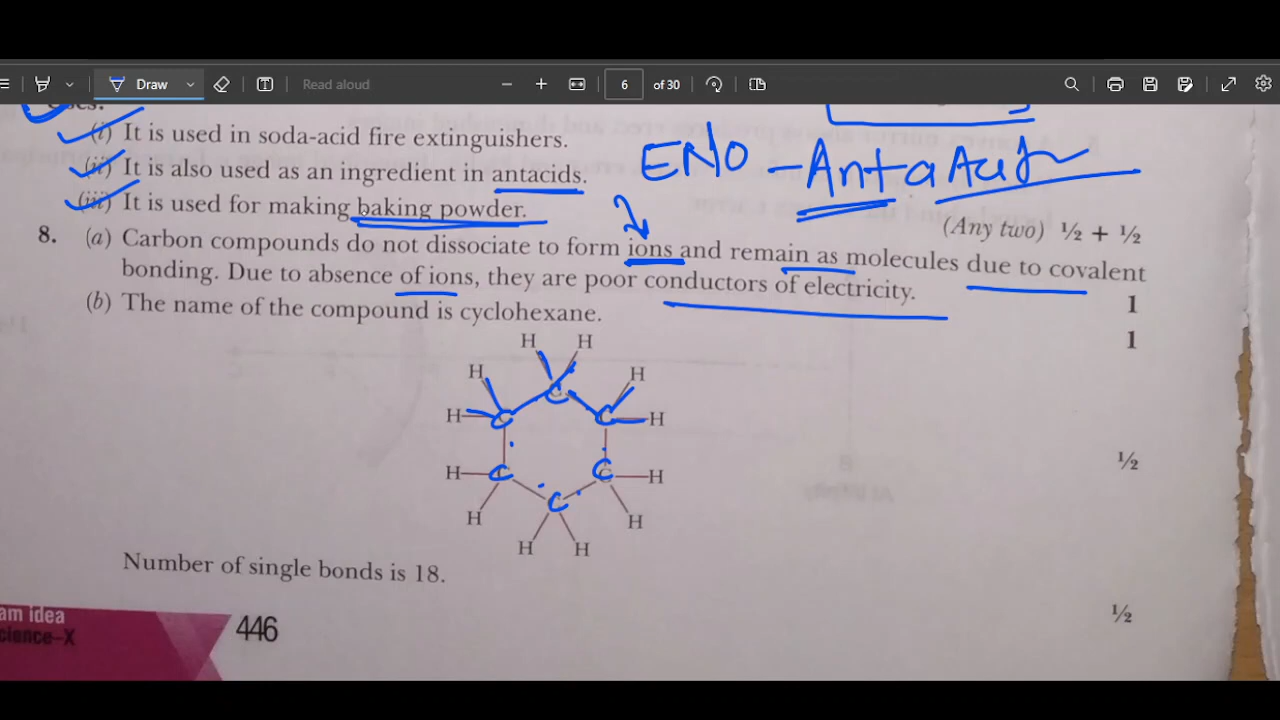 Draw
Read aloud
6
of 30
(i) It is used in soda-acid fire extinguishers.
(ii) It is also used as an ingredient in antacids.
(iii) It is used for making baking powder.
ENO - AntaAcid
(Any two) ½ + ½
8. (a) Carbon compounds do not dissociate to form ions and remain as molecules due to covalent
bonding. Due to absence of ions, they are poor conductors of electricity. 1
(b) The name of the compound is cyclohexane. 1
H H
H H
C
H C C H
½
H C C H
C
H H
H H
Number of single bonds is 18.
½
am idea
cience–X
446